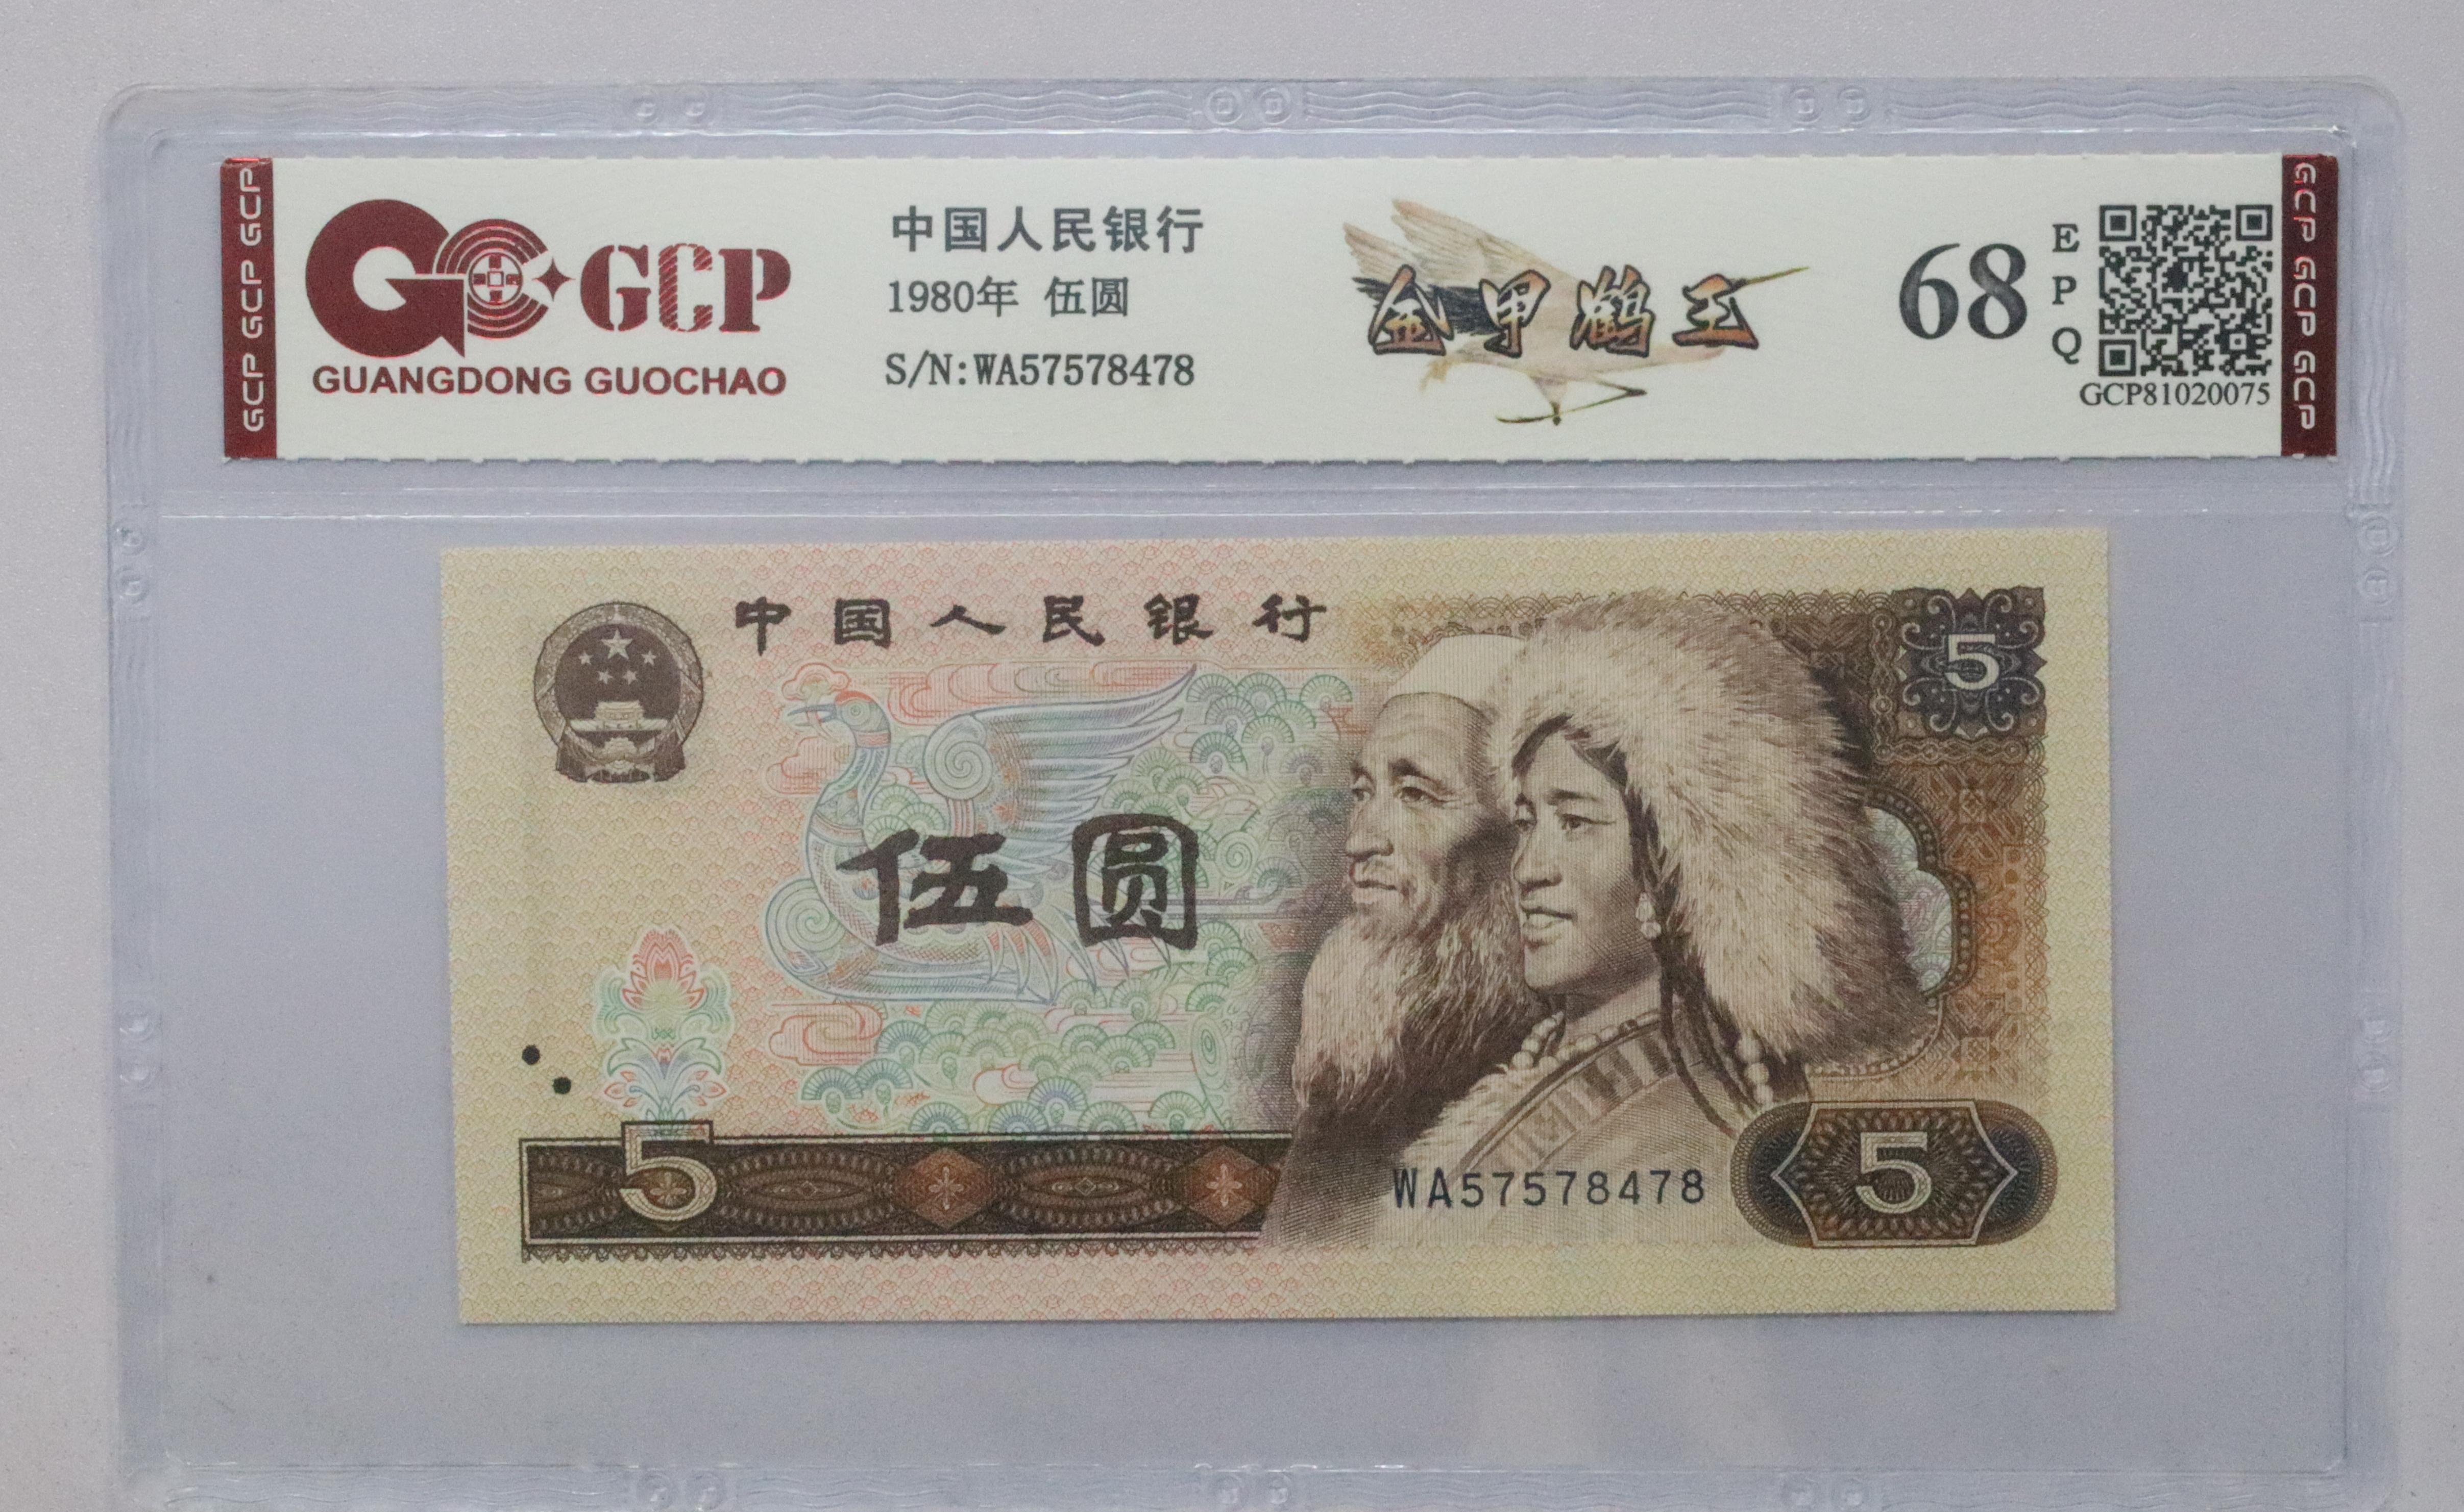 GCP GCP GCP
GCP
GUANGDONG GUOCHAO
中国人民银行
1980年 伍圆
S/N:WA57578478
金甲鹤王
68
E
P
Q
GCP81020075
GCP GCP GCP
中国人民银行
5
伍圆
5
WA57578478
5